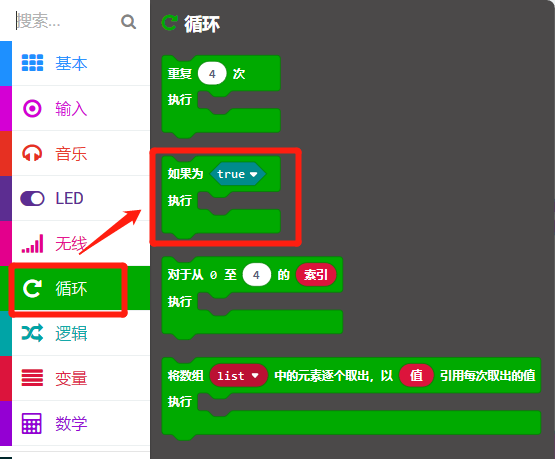 搜索...
基本
输入
音乐
LED
无线
循环
逻辑
变量
数学
循环
重复 4 次
执行
如果为 true
执行
对于从 0 至 4 的 索引
执行
将数组 list 中的元素逐个取出，以 值 引用每次取出的值
执行